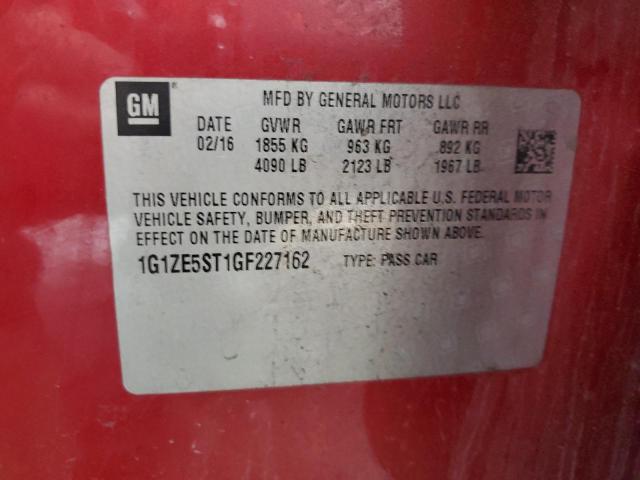 GM
MFD BY GENERAL MOTORS LLC
DATE GVWR GAWR FRT GAWR RR
02/16 1855 KG 963 KG 892 KG
4090 LB 2123 LB 1967 LB
THIS VEHICLE CONFORMS TO ALL APPLICABLE U.S. FEDERAL MOTOR
VEHICLE SAFETY, BUMPER, AND THEFT PREVENTION STANDARDS IN
EFFECT ON THE DATE OF MANUFACTURE SHOWN ABOVE.
1G1ZE5ST1GF227162 TYPE: PASS CAR